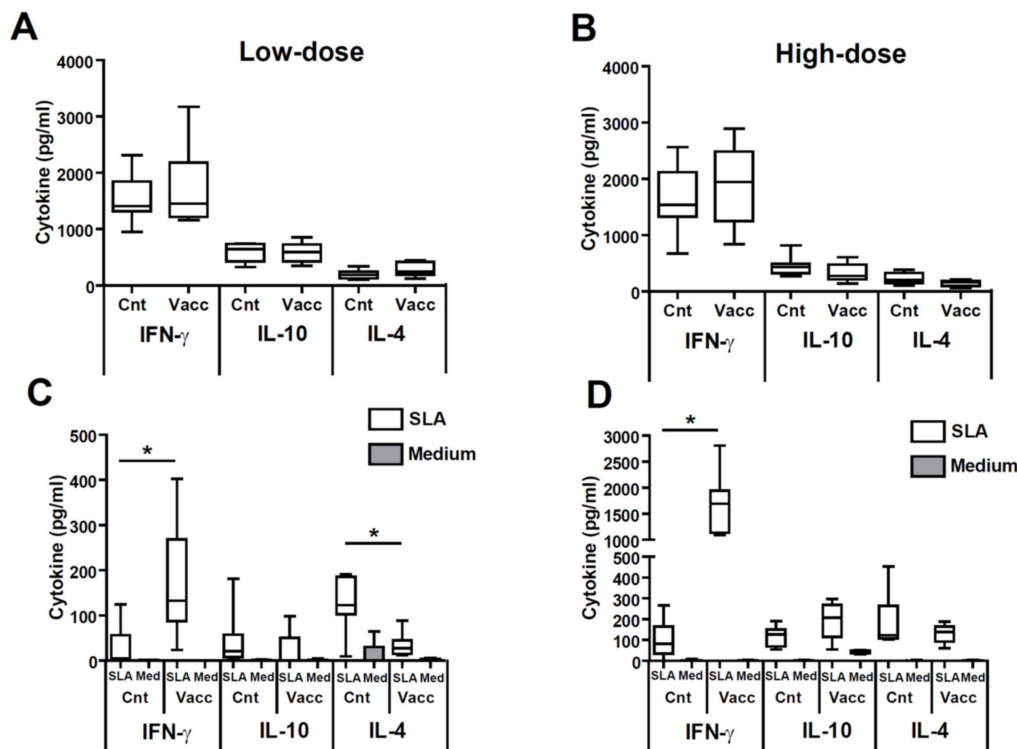 A
Low-dose
Cytokine (pg/ml)
4000
3000
2000
1000
0
Cnt Vacc Cnt Vacc Cnt Vacc
IFN-γ IL-10 IL-4
B
High-dose
Cytokine (pg/ml)
4000
3000
2000
1000
0
Cnt Vacc Cnt Vacc Cnt Vacc
IFN-γ IL-10 IL-4
C
SLA
Medium
Cytokine (pg/ml)
500
400
300
200
100
0
*
*
SLA Med SLA Med SLA Med SLA Med SLA Med SLA Med
Cnt Vacc Cnt Vacc Cnt Vacc
IFN-γ IL-10 IL-4
D
SLA
Medium
Cytokine (pg/ml)
3000
2500
2000
1500
1000
500
400
300
200
100
0
*
SLA Med SLA Med SLA Med SLA Med SLA Med SLA Med
Cnt Vacc Cnt Vacc Cnt Vacc
IFN-γ IL-10 IL-4